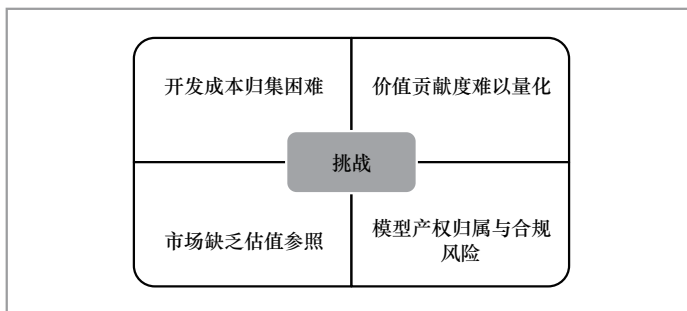 开发成本归集困难
价值贡献度难以量化
挑战
市场缺乏估值参照
模型产权归属与合规
风险